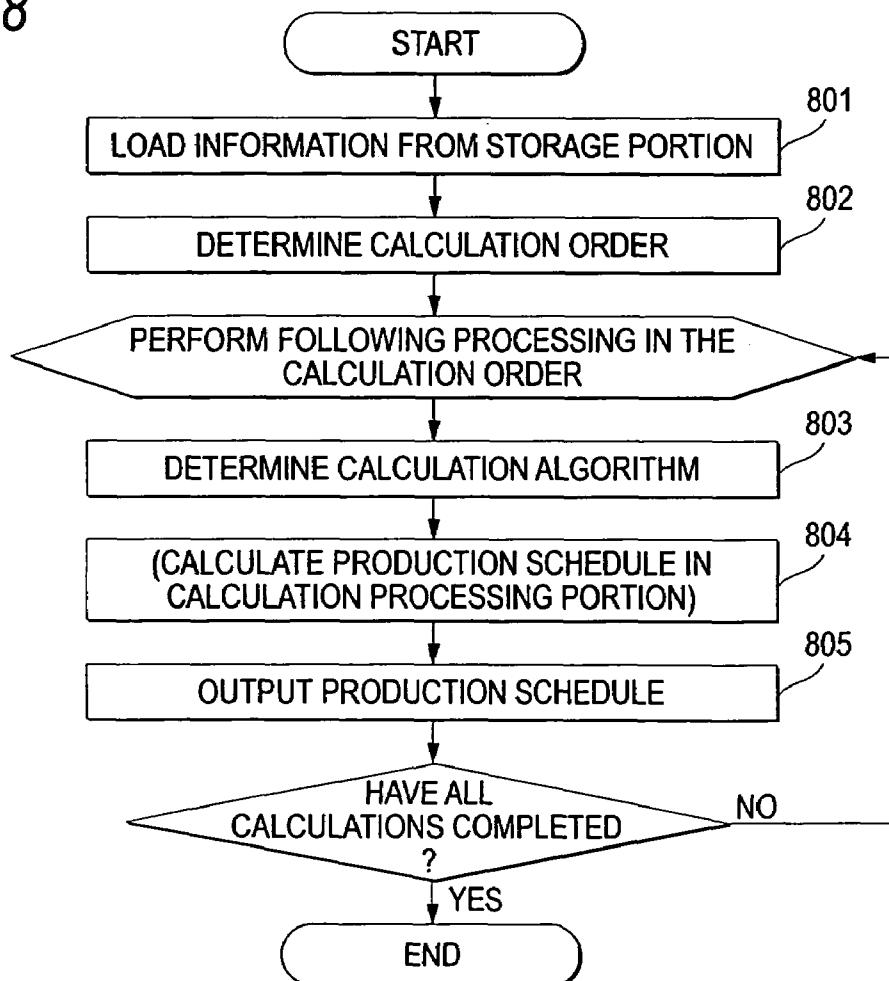 8
START
801
LOAD INFORMATION FROM STORAGE PORTION
802
DETERMINE CALCULATION ORDER
PERFORM FOLLOWING PROCESSING IN THE
CALCULATION ORDER
803
DETERMINE CALCULATION ALGORITHM
804
(CALCULATE PRODUCTION SCHEDULE IN
CALCULATION PROCESSING PORTION)
805
OUTPUT PRODUCTION SCHEDULE
HAVE ALL
CALCULATIONS COMPLETED
?
NO
YES
END